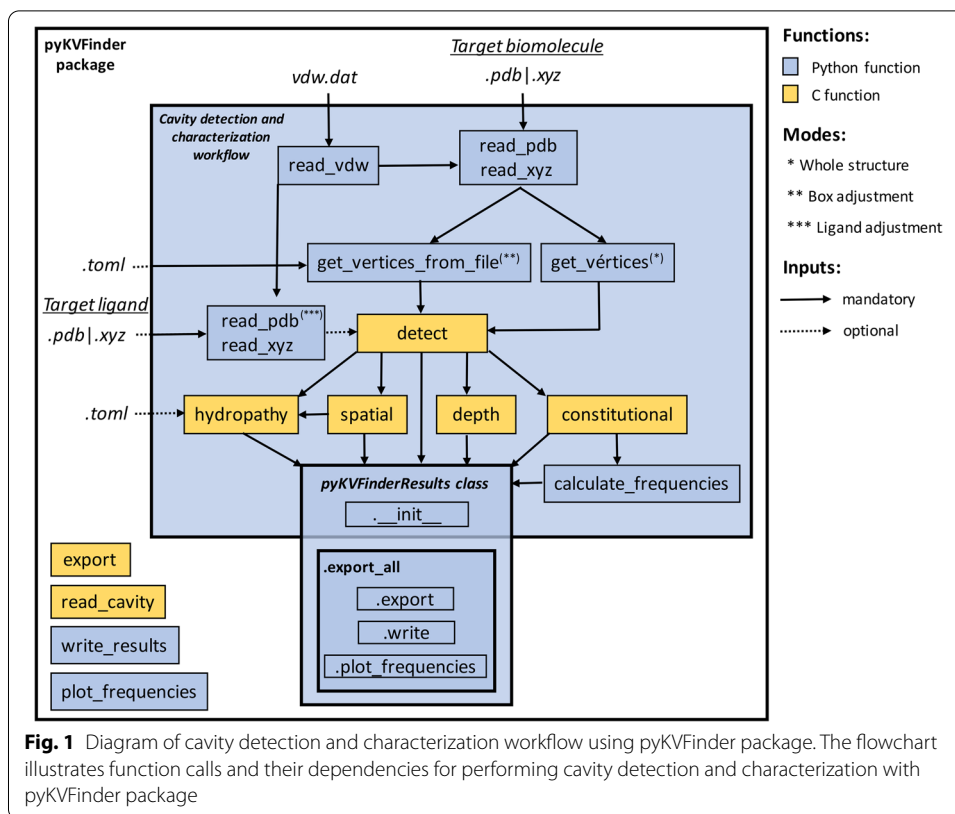 pyKVFinder
package
vdw.dat
Target biomolecule
.pdb|.xyz
Cavity detection and
characterization
workflow
read_vdw
read_pdb
read_xyz
.toml
get_vertices_from_file(**)
get_vértices(*)
Target ligand
.pdb|.xyz
read_pdb(***)
read_xyz
detect
.toml
hydropathy
spatial
depth
constitutional
pyKVFinderResults class
.__init__
calculate_frequencies
.export_all
.export
.write
.plot_frequencies
export
read_cavity
write_results
plot_frequencies
Functions:
Python function
C function
Modes:
* Whole structure
** Box adjustment
*** Ligand adjustment
Inputs:
mandatory
optional
Fig. 1 Diagram of cavity detection and characterization workflow using pyKVFinder package. The flowchart
illustrates function calls and their dependencies for performing cavity detection and characterization with
pyKVFinder package